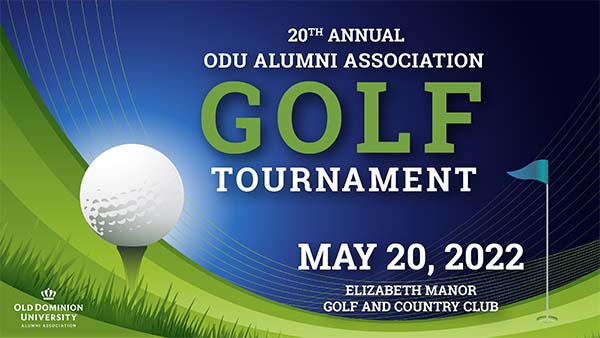 20TH ANNUAL
ODU ALUMNI ASSOCIATION
GOLF
TOURNAMENT
MAY 20, 2022
ELIZABETH MANOR
GOLF AND COUNTRY CLUB
OLD DOMINION
UNIVERSITY
ALUMNI ASSOCIATION